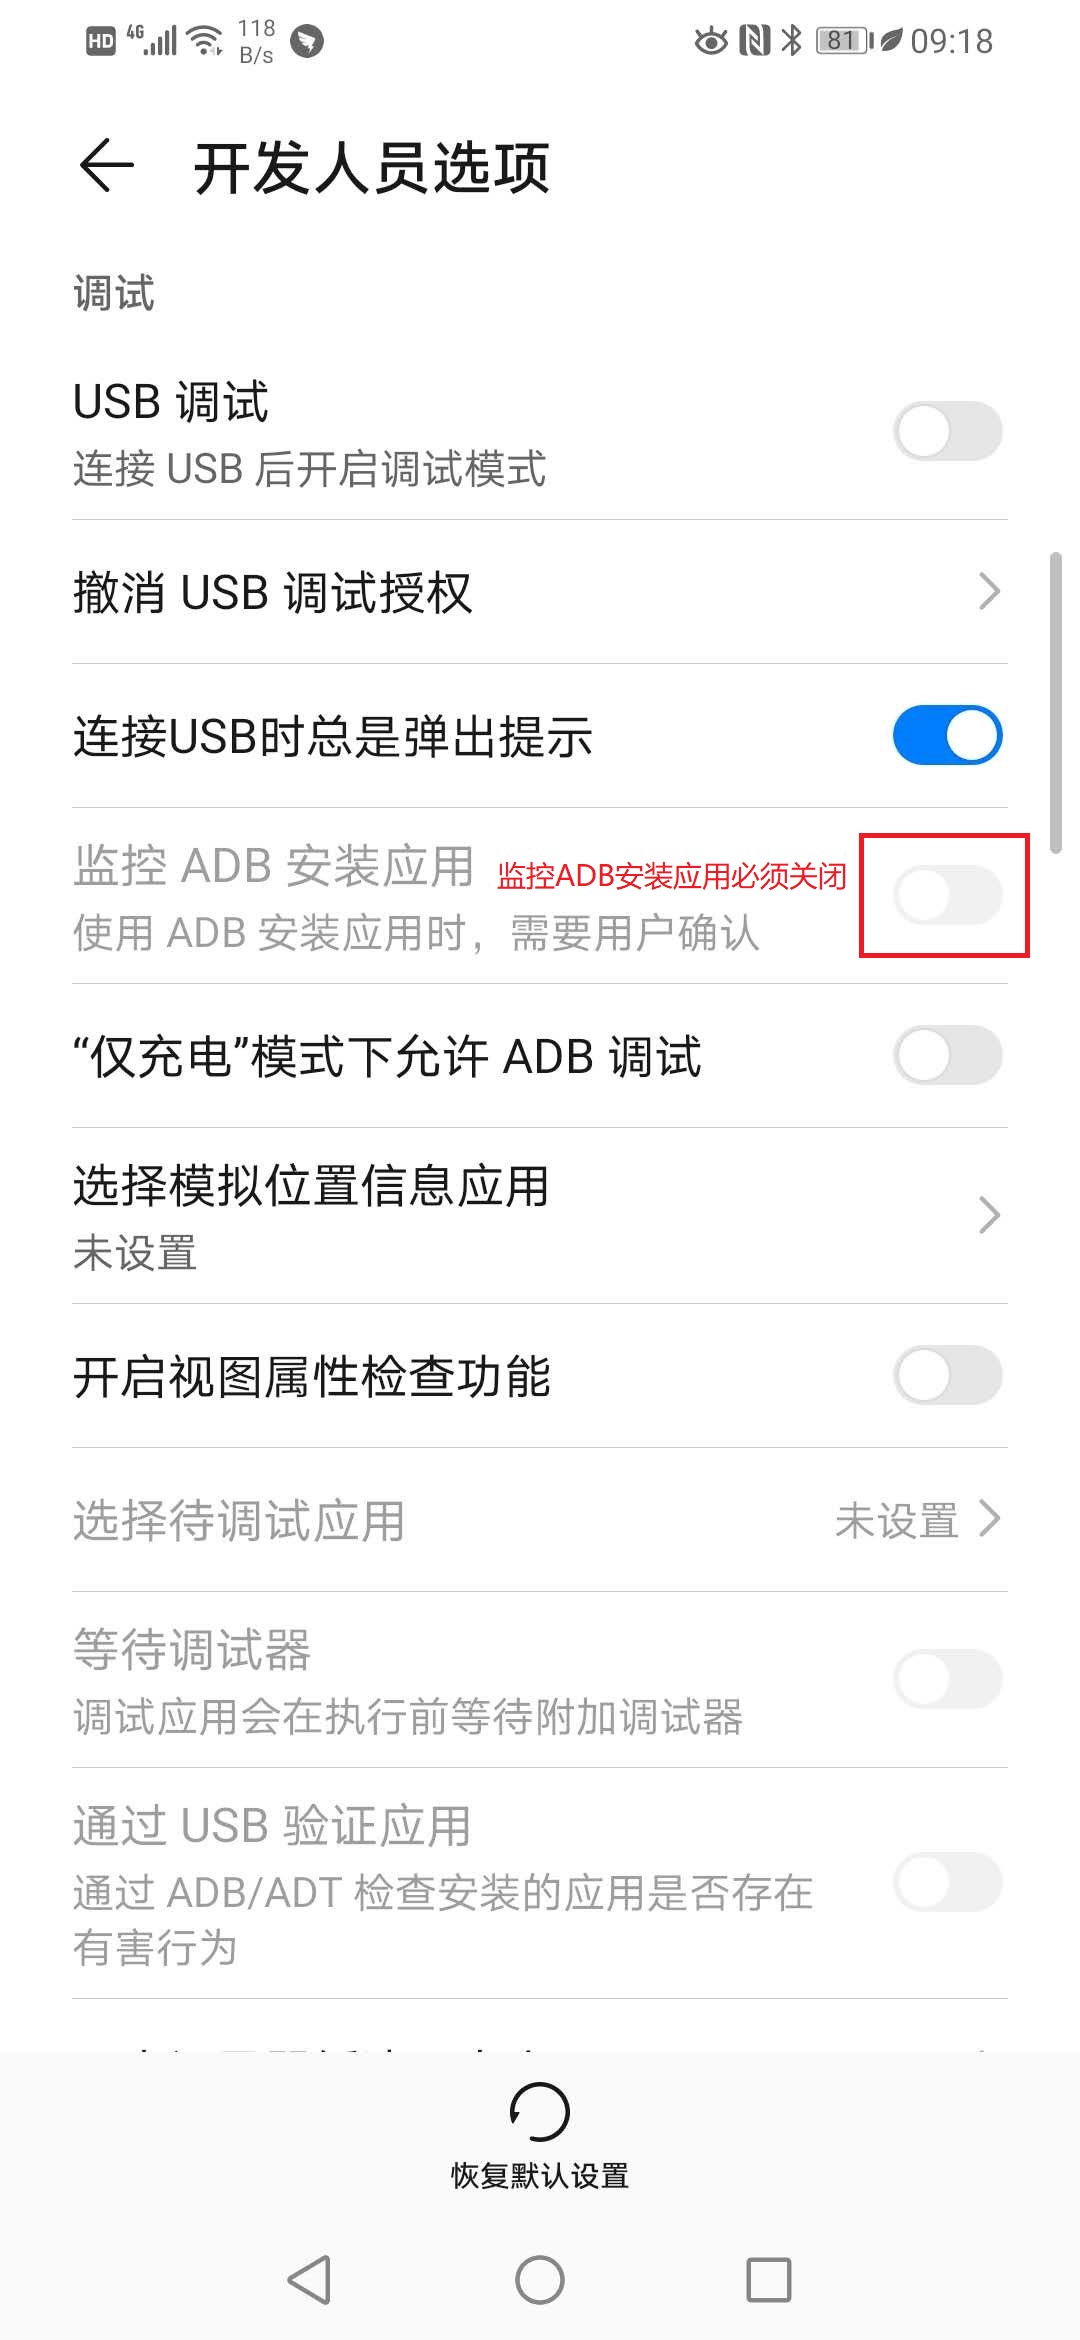 HD 4G 118 B/s 81 09:18
开发人员选项
调试
USB 调试
连接 USB 后开启调试模式
撤消 USB 调试授权
连接USB时总是弹出提示
监控 ADB 安装应用
监控ADB安装应用必须关闭
使用 ADB 安装应用时，需要用户确认
“仅充电”模式下允许 ADB 调试
选择模拟位置信息应用
未设置
开启视图属性检查功能
选择待调试应用 未设置
等待调试器
调试应用会在执行前等待附加调试器
通过 USB 验证应用
通过 ADB/ADT 检查安装的应用是否存在
有害行为
恢复默认设置